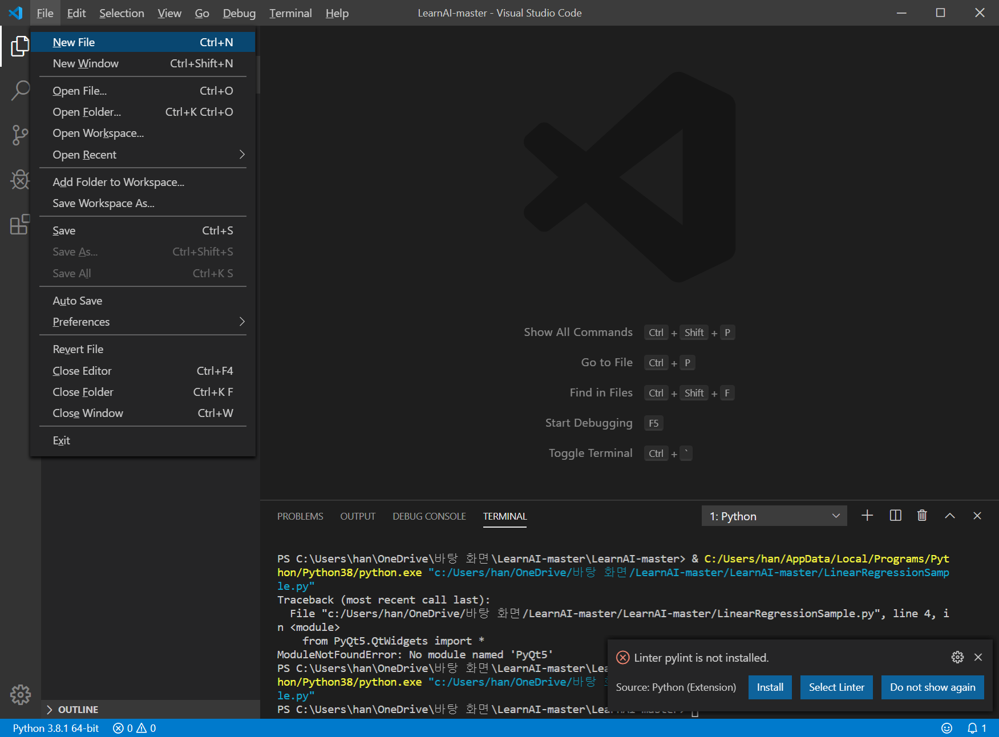 File Edit Selection View Go Debug Terminal Help LearnAI-master - Visual Studio Code
New File Ctrl+N
New Window Ctrl+Shift+N
Open File... Ctrl+O
Open Folder... Ctrl+K Ctrl+O
Open Workspace...
Open Recent
Add Folder to Workspace...
Save Workspace As...
Save Ctrl+S
Save As... Ctrl+Shift+S
Save All Ctrl+K S
Auto Save
Preferences
Revert File
Close Editor Ctrl+F4
Close Folder Ctrl+K F
Close Window Ctrl+W
Exit
Show All Commands Ctrl + Shift + P
Go to File Ctrl + P
Find in Files Ctrl + Shift + F
Start Debugging F5
Toggle Terminal Ctrl + `
PROBLEMS OUTPUT DEBUG CONSOLE TERMINAL 1: Python
PS C:\Users\han\OneDrive\바탕 화면\LearnAI-master\LearnAI-master> & C:/Users/han/AppData/Local/Programs/Pyt
hon/Python38/python.exe "c:/Users/han/OneDrive/바탕 화면/LearnAI-master/LearnAI-master/LinearRegressionSamp
le.py"
Traceback (most recent call last):
File "c:/Users/han/OneDrive/바탕 화면/LearnAI-master/LearnAI-master/LinearRegressionSample.py", line 4, i
n <module>
from PyQt5.QtWidgets import *
ModuleNotFoundError: No module named 'PyQt5'
PS C:\Users\han\OneDrive\바탕 화면\LearnAI-master\Lea
hon/Python38/python.exe "c:/Users/han/OneDrive/바탕
le.py"
PS C:\Users\han\OneDrive\바탕 화면\LearnAI-master\LearnAI-master>
Linter pylint is not installed.
Source: Python (Extension) Install Select Linter Do not show again
OUTLINE
Python 3.8.1 64-bit 0 0 1